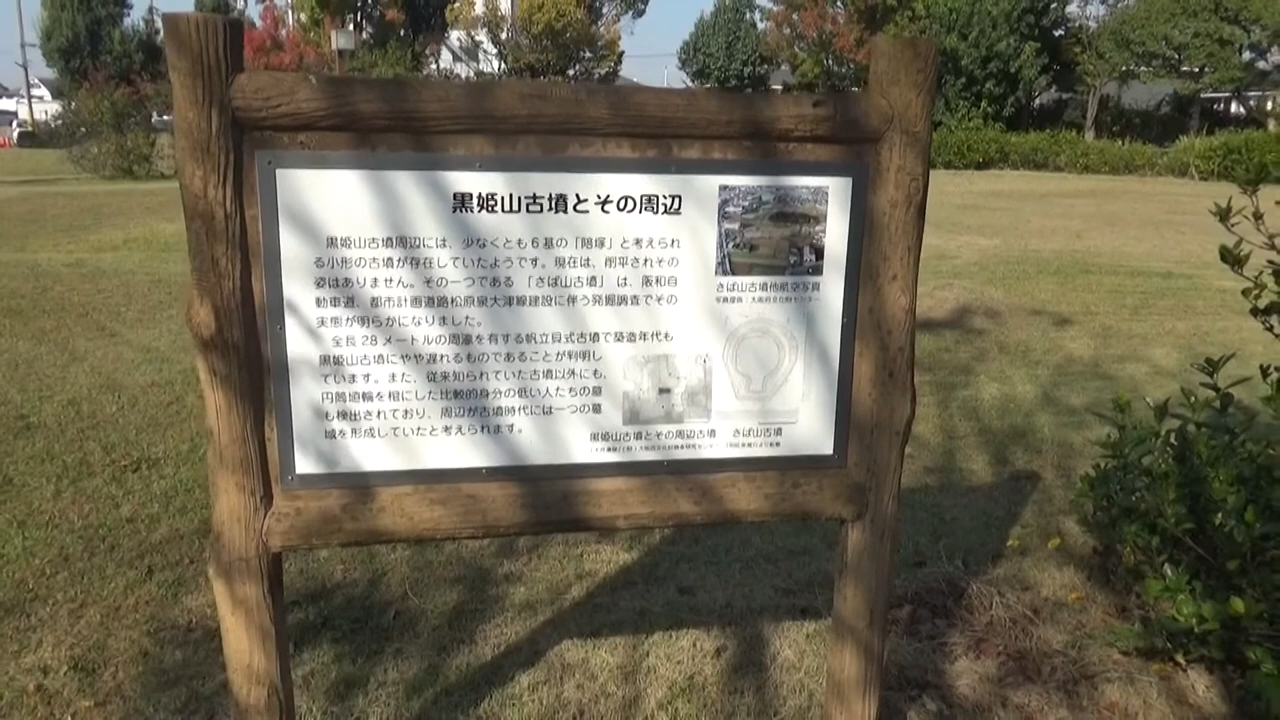 黒姫山古墳とその周辺
黒姫山古墳周辺には、少なくとも6基の「陪塚」と考えられ
る小形の古墳が存在していたようです。現在は、削平されその
姿はありません。その一つである「さば山古墳」は、阪和自
動車道、都市計画道路松原泉大津線建設に伴う発掘調査でその
実態が明らかになりました。
全長28メートルの周濠を有する帆立貝式古墳で築造年代も
黒姫山古墳にやや遅れるものであることが判明し
ています。また、従来知られていた古墳以外にも、
円筒埴輪を棺にした比較的身分の低い人たちの墓
も検出されており、周辺が古墳時代には一つの墓
域を形成していたと考えられます。
さば山古墳他航空写真
黒姫山古墳とその周辺古墳
さば山古墳